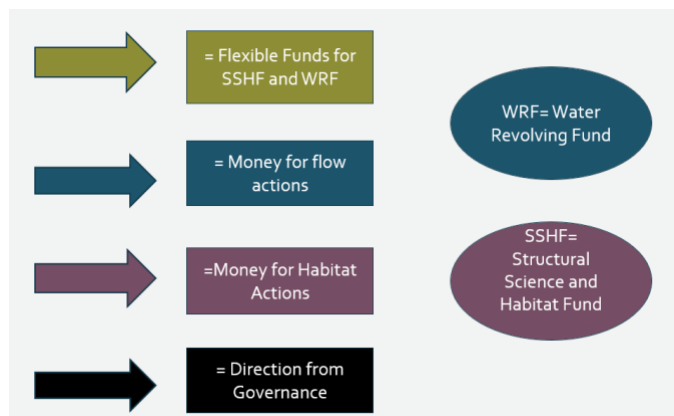 = Flexible Funds for
SSHF and WRF
= Money for flow
actions
=Money for Habitat
Actions
= Direction from
Governance
WRF= Water
Revolving Fund
SSHF=
Structural
Science and
Habitat Fund